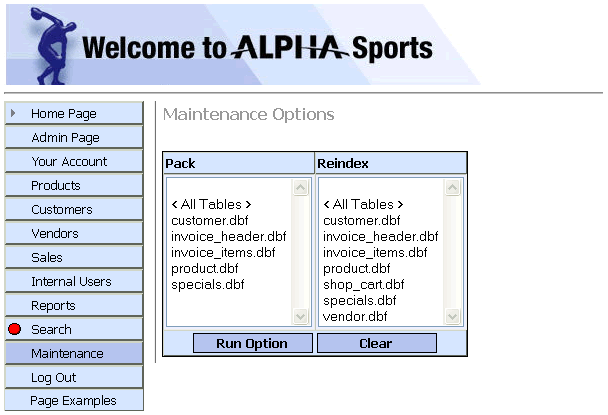 Welcome to ALPHA Sports
Home Page
Admin Page
Your Account
Products
Customers
Vendors
Sales
Internal Users
Reports
Search
Maintenance
Log Out
Page Examples
Maintenance Options
Pack
< All Tables >
customer.dbf
invoice_header.dbf
invoice_items.dbf
product.dbf
specials.dbf
Reindex
< All Tables >
customer.dbf
invoice_header.dbf
invoice_items.dbf
product.dbf
shop_cart.dbf
specials.dbf
vendor.dbf
Run Option
Clear